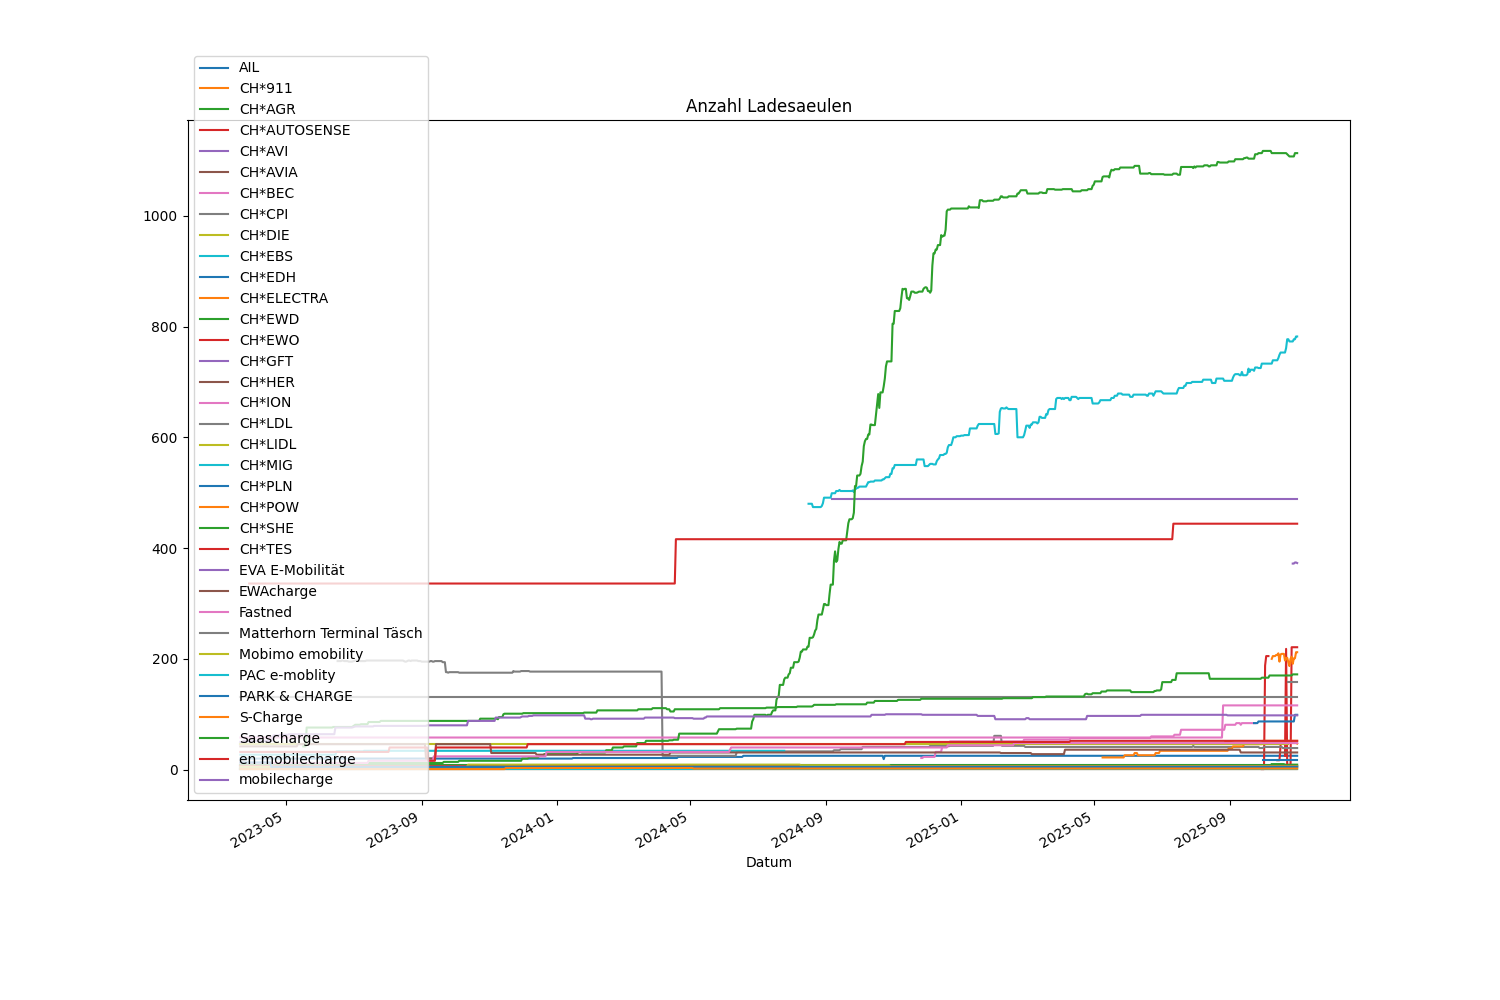 Anzahl Ladesaeulen
AIL
CH*911
CH*AGR
CH*AUTOSENSE
CH*AVI
CH*AVIA
CH*BEC
CH*CPI
CH*DIE
CH*EBS
CH*EDH
CH*ELECTRA
CH*EWD
CH*EWO
CH*GFT
CH*HER
CH*ION
CH*LDL
CH*LIDL
CH*MIG
CH*PLN
CH*POW
CH*SHE
CH*TES
EVA E-Mobilität
EWAcharge
Fastned
Matterhorn Terminal Täsch
Mobimo emobility
PAC e-moblity
PARK & CHARGE
S-Charge
Saascharge
en mobilecharge
mobilecharge
1000
800
600
400
200
0
2023-05
2023-09
2024-01
2024-05
2024-09
2025-01
2025-05
2025-09
Datum